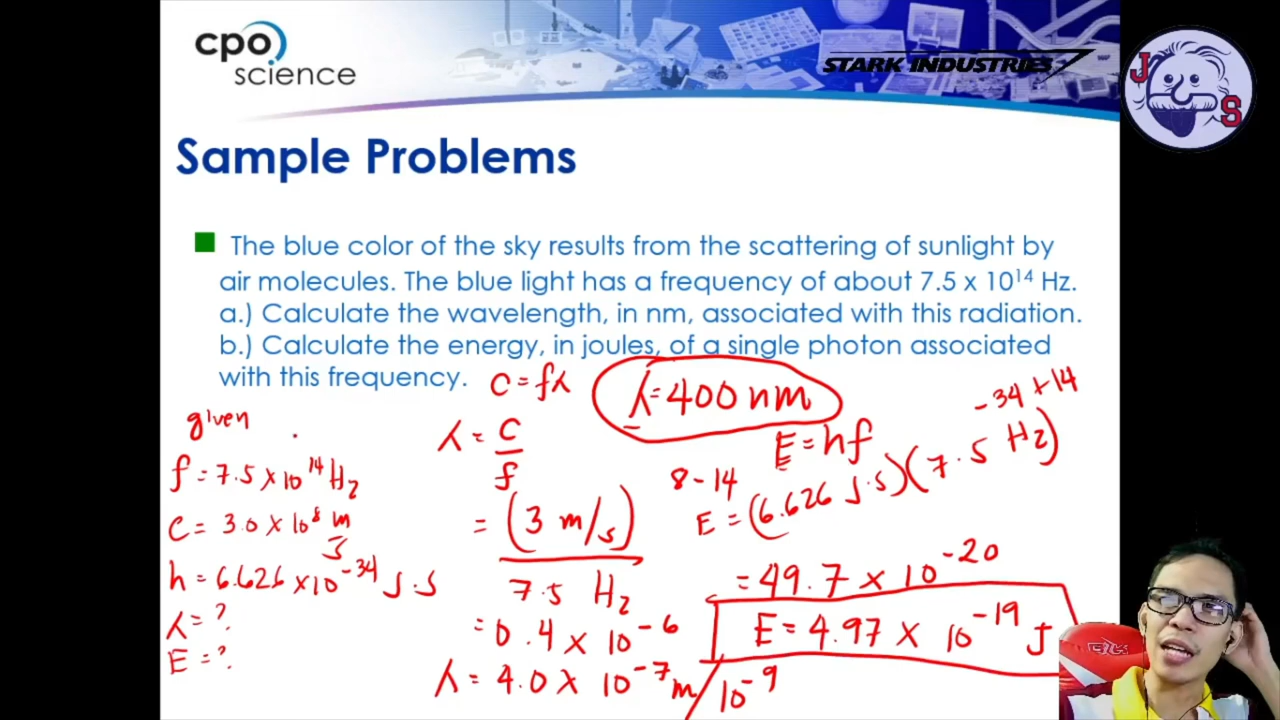 cpo
science
STARK INDUSTRIES
J
S
Sample Problems
The blue color of the sky results from the scattering of sunlight by
air molecules. The blue light has a frequency of about 7.5 x 10¹⁴ Hz.
a.) Calculate the wavelength, in nm, associated with this radiation.
b.) Calculate the energy, in joules, of a single photon associated
with this frequency.
given
f = 7.5 x 10¹⁴ Hz
c = 3.0 x 10⁸ m/s
h = 6.626 x 10⁻³⁴ J·s
λ = ?
E = ?
c = fλ
λ = c/f
8 - 14
= (3 m/s)
7.5 Hz
= 0.4 x 10⁻⁶
λ = 4.0 x 10⁻⁷ m/10⁻⁹
λ = 400 nm
E = hf
-34 + 14
E = (6.626 J·s)(7.5 Hz)
= 49.7 x 10⁻²⁰
E = 4.97 x 10⁻¹⁹ J